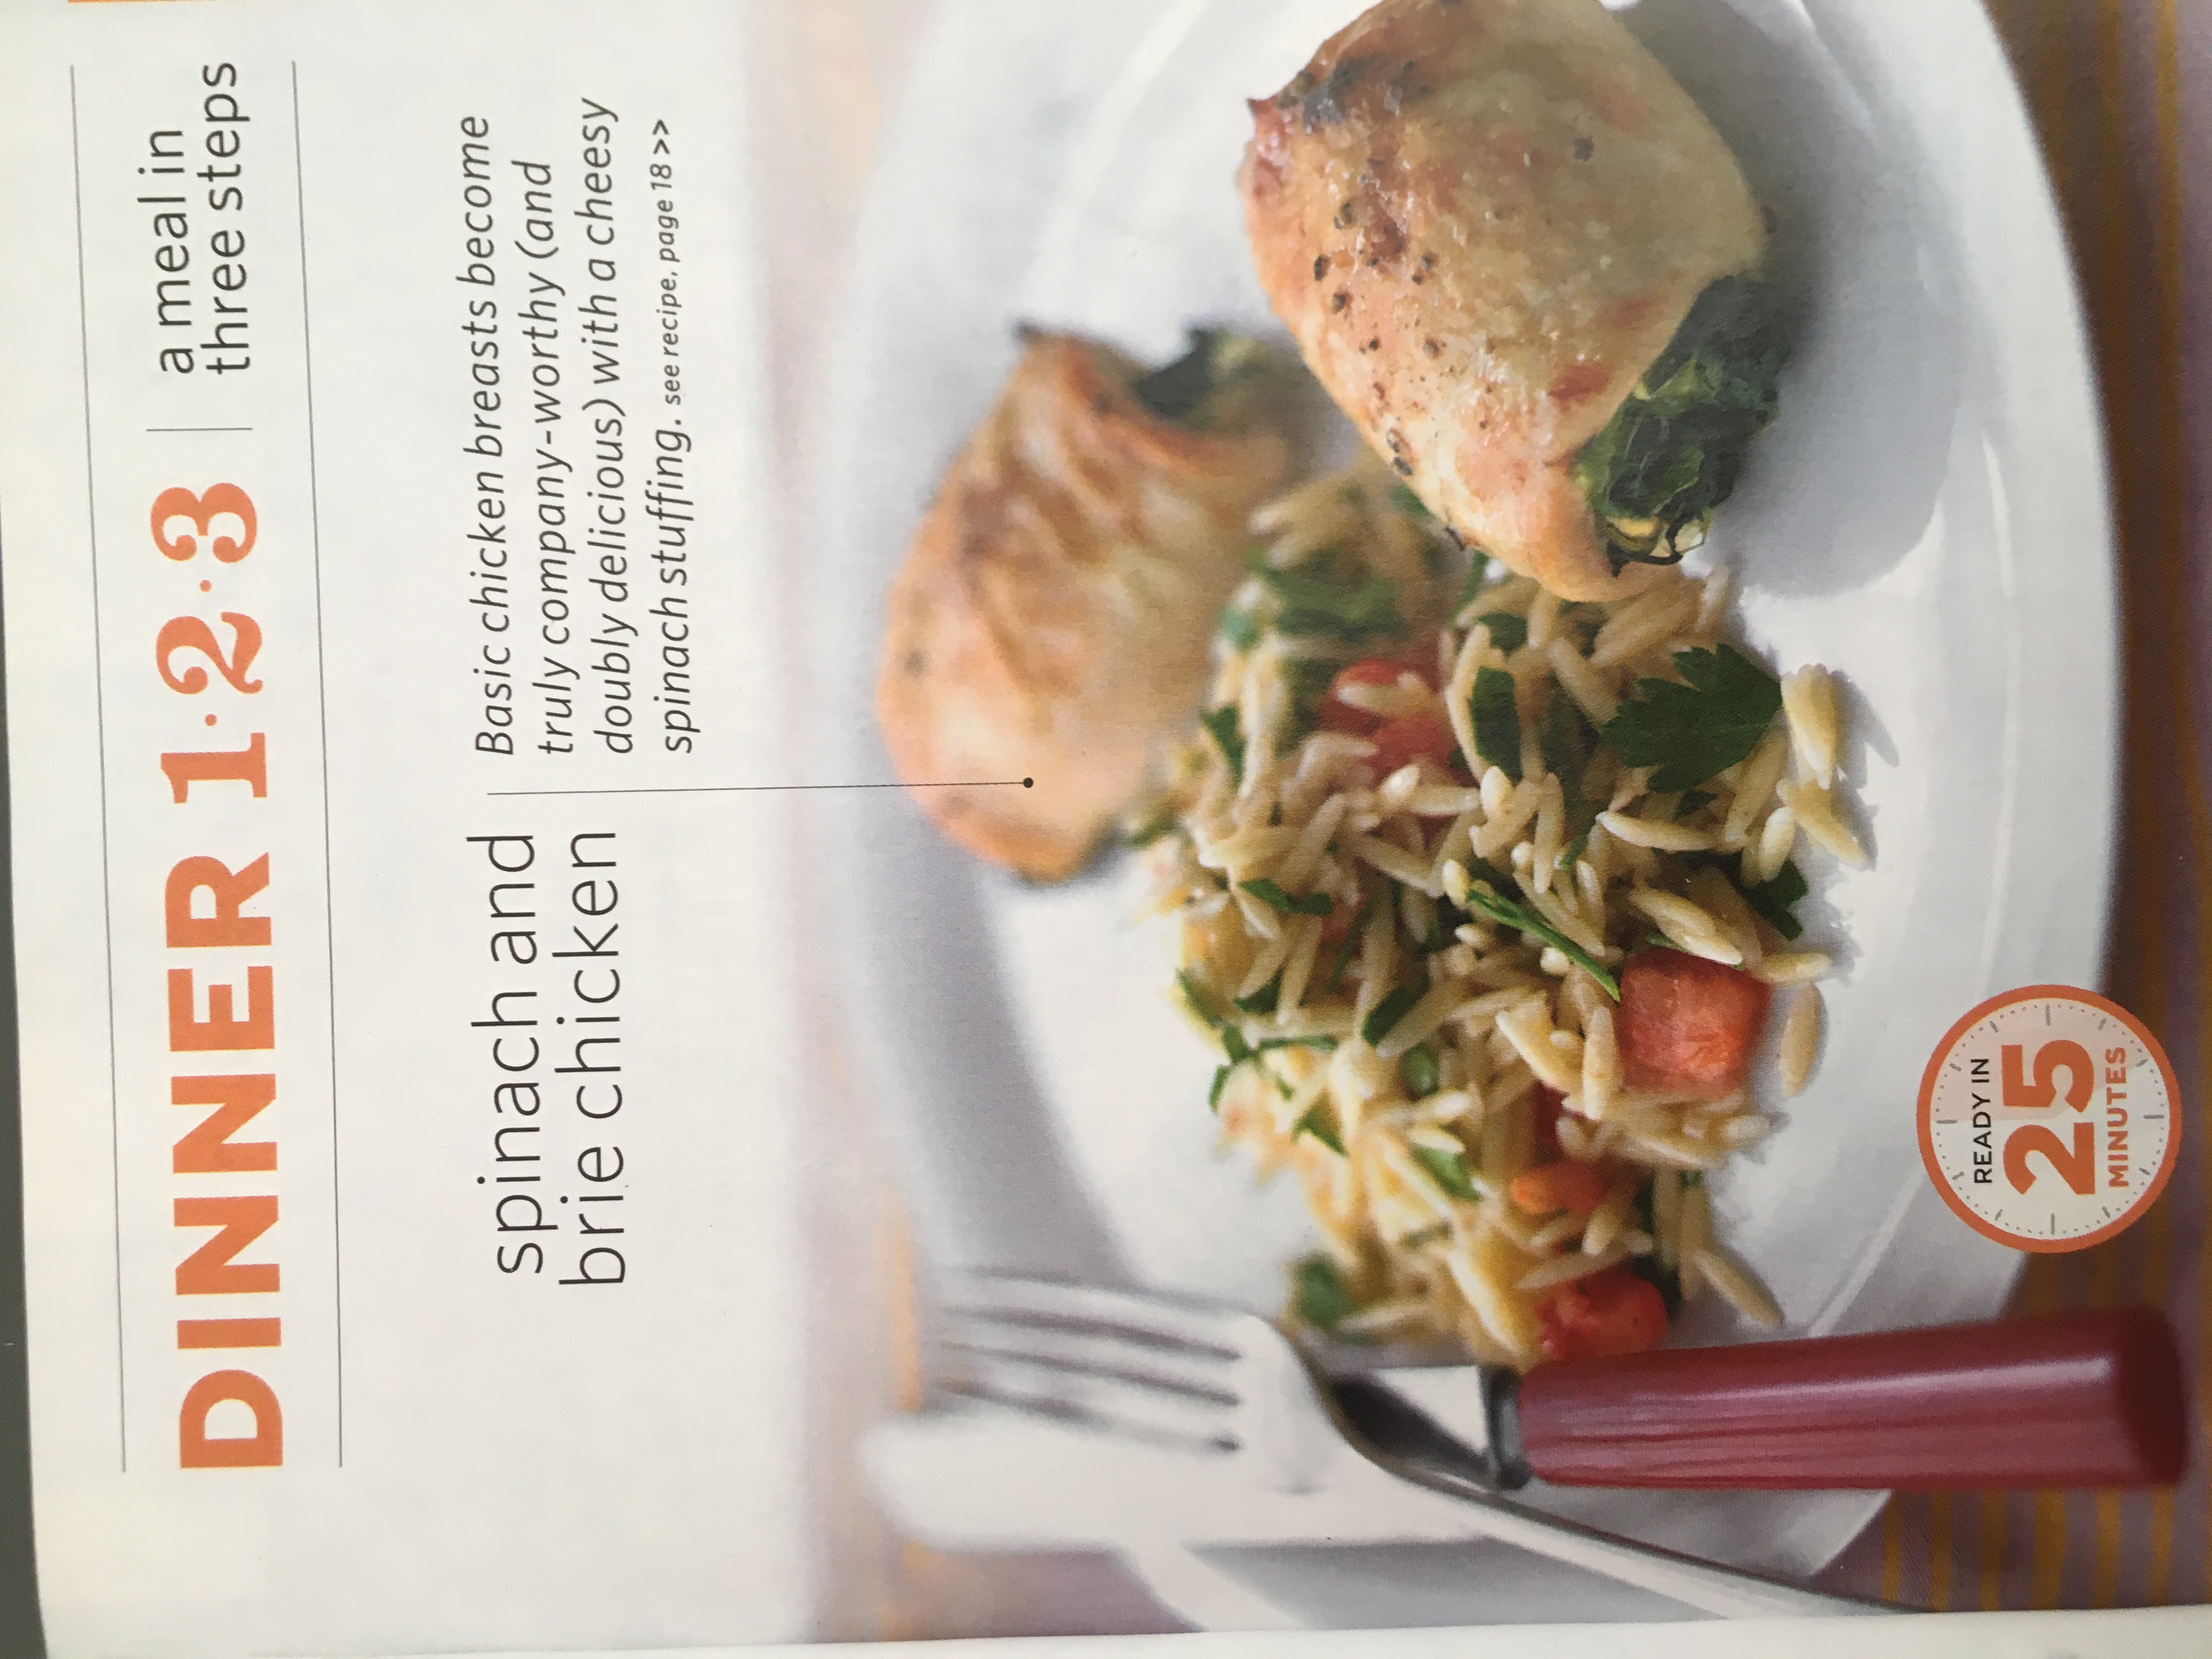 DINNER 1·2·3
a meal in
three steps
spinach and
brie chicken
Basic chicken breasts become
truly company-worthy (and
doubly delicious) with a cheesy
spinach stuffing. see recipe, page 18 >>
READY IN
25
MINUTES